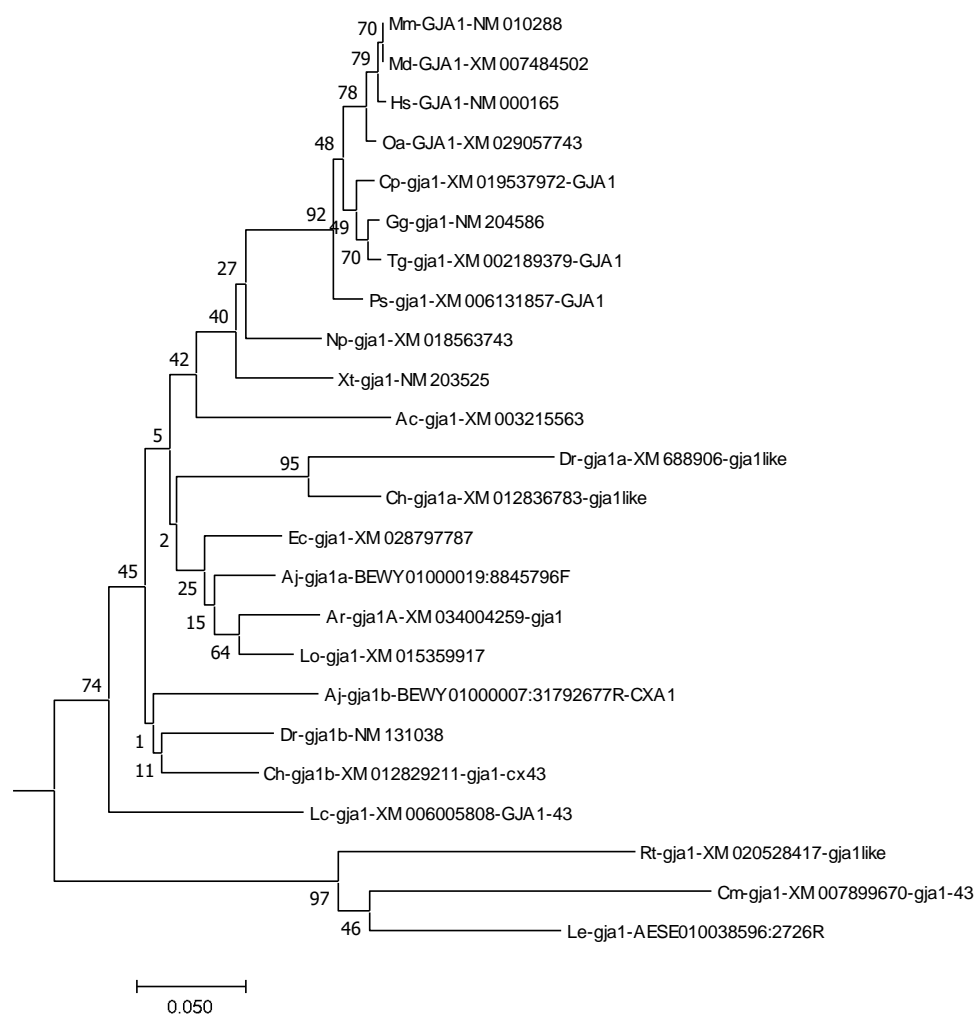 70
Mm-GJA1-NM 010288
79
Md-GJA1-XM 007484502
78
Hs-GJA1-NM 000165
48
Oa-GJA1-XM 029057743
Cp-gja1-XM 019537972-GJA1
92
49
Gg-gja1-NM 204586
70
Tg-gja1-XM 002189379-GJA1
27
Ps-gja1-XM 006131857-GJA1
40
Np-gja1-XM 018563743
42
Xt-gja1-NM 203525
Ac-gja1-XM 003215563
5
95
Dr-gja1a-XM 688906-gja1like
Ch-gja1a-XM 012836783-gja1like
2
Ec-gja1-XM 028797787
45
25
Aj-gja1a-BEWY01000019:8845796F
15
Ar-gja1A-XM 034004259-gja1
64
Lo-gja1-XM 015359917
74
Aj-gja1b-BEWY01000007:31792677R-CXA1
1
Dr-gja1b-NM 131038
11
Ch-gja1b-XM 012829211-gja1-cx43
Lc-gja1-XM 006005808-GJA1-43
Rt-gja1-XM 020528417-gja1like
97
Cm-gja1-XM 007899670-gja1-43
46
Le-gja1-AESE010038596:2726R
0.050